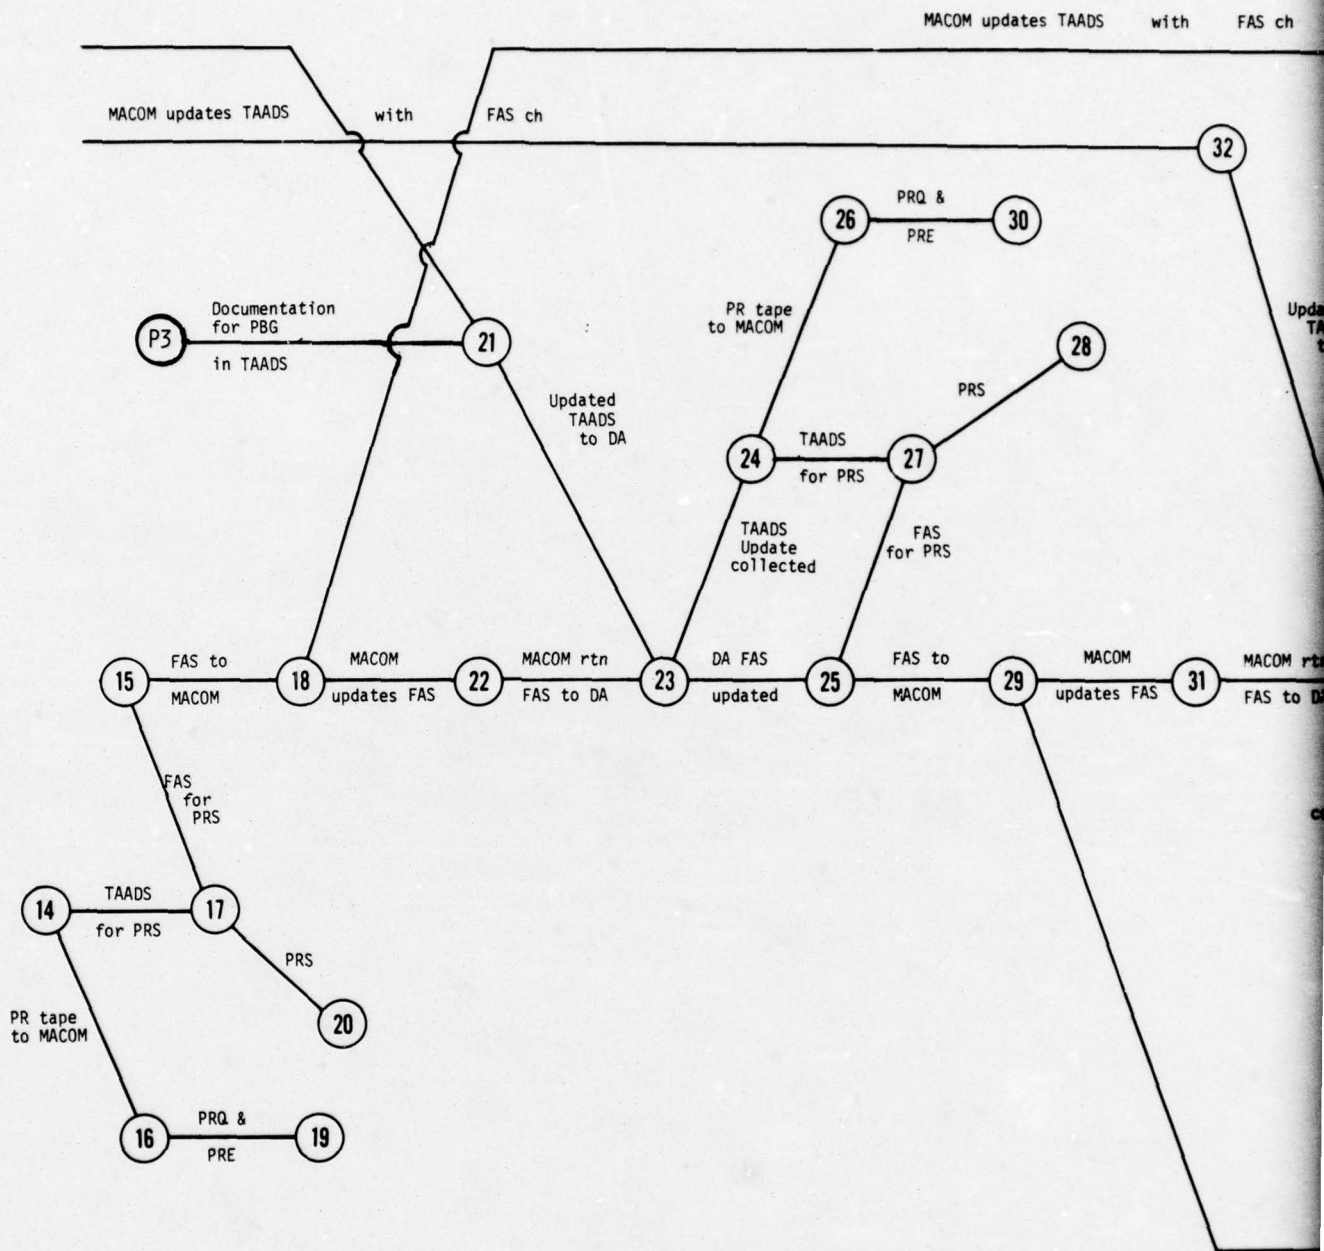 MACOM updates TAADS with FAS ch
MACOM updates TAADS with FAS ch
32
26
PRQ &
PRE
30
Documentation
for PBG
in TAADS
P3
21
PR tape
to MACOM
28
PRS
Updated
TAADS
to DA
24
TAADS
for PRS
27
TAADS
Update
collected
FAS
for PRS
15
FAS to
MACOM
18
MACOM
updates FAS
22
MACOM rtn
FAS to DA
23
DA FAS
updated
25
FAS to
MACOM
29
MACOM
updates FAS
31
MACOM
FAS to
FAS
for
PRS
14
TAADS
for PRS
17
PRS
20
PR tape
to MACOM
16
PRQ &
PRE
19